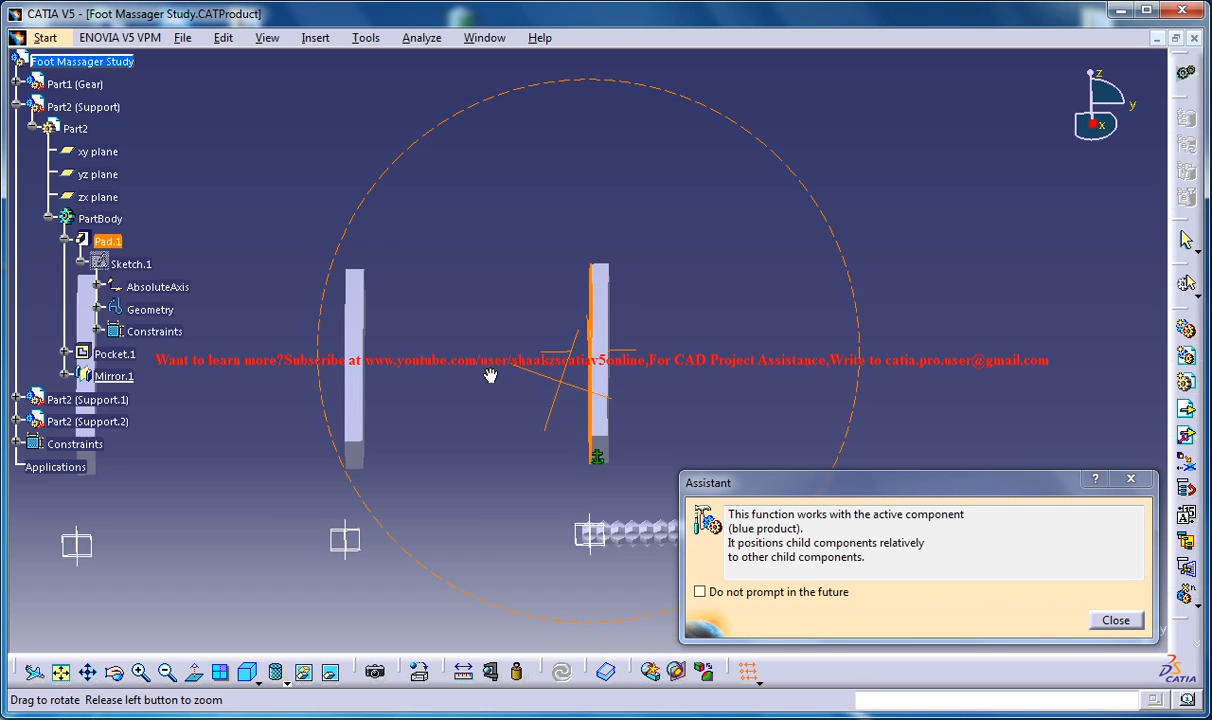 CATIA V5 - [Foot Massager Study.CATProduct]
Start ENOVIA V5 VPM File Edit View Insert Tools Analyze Window Help
Foot Massager Study
Part1 (Gear)
Part2 (Support)
Part2
xy plane
yz plane
zx plane
PartBody
Pad.1
Sketch.1
AbsoluteAxis
Geometry
Constraints
Pocket.1
Mirror.1
Part2 (Support.1)
Part2 (Support.2)
Constraints
Applications
z
y
x
Want to learn more?Subscribe at www.youtube.com/user/shaakzscatiav5online,For CAD Project Assistance,Write to catia.pro.user@gmail.com
Assistant
This function works with the active component
(blue product).
It positions child components relatively
to other child components.
Do not prompt in the future
Close
CATIA
Drag to rotate Release left button to zoom